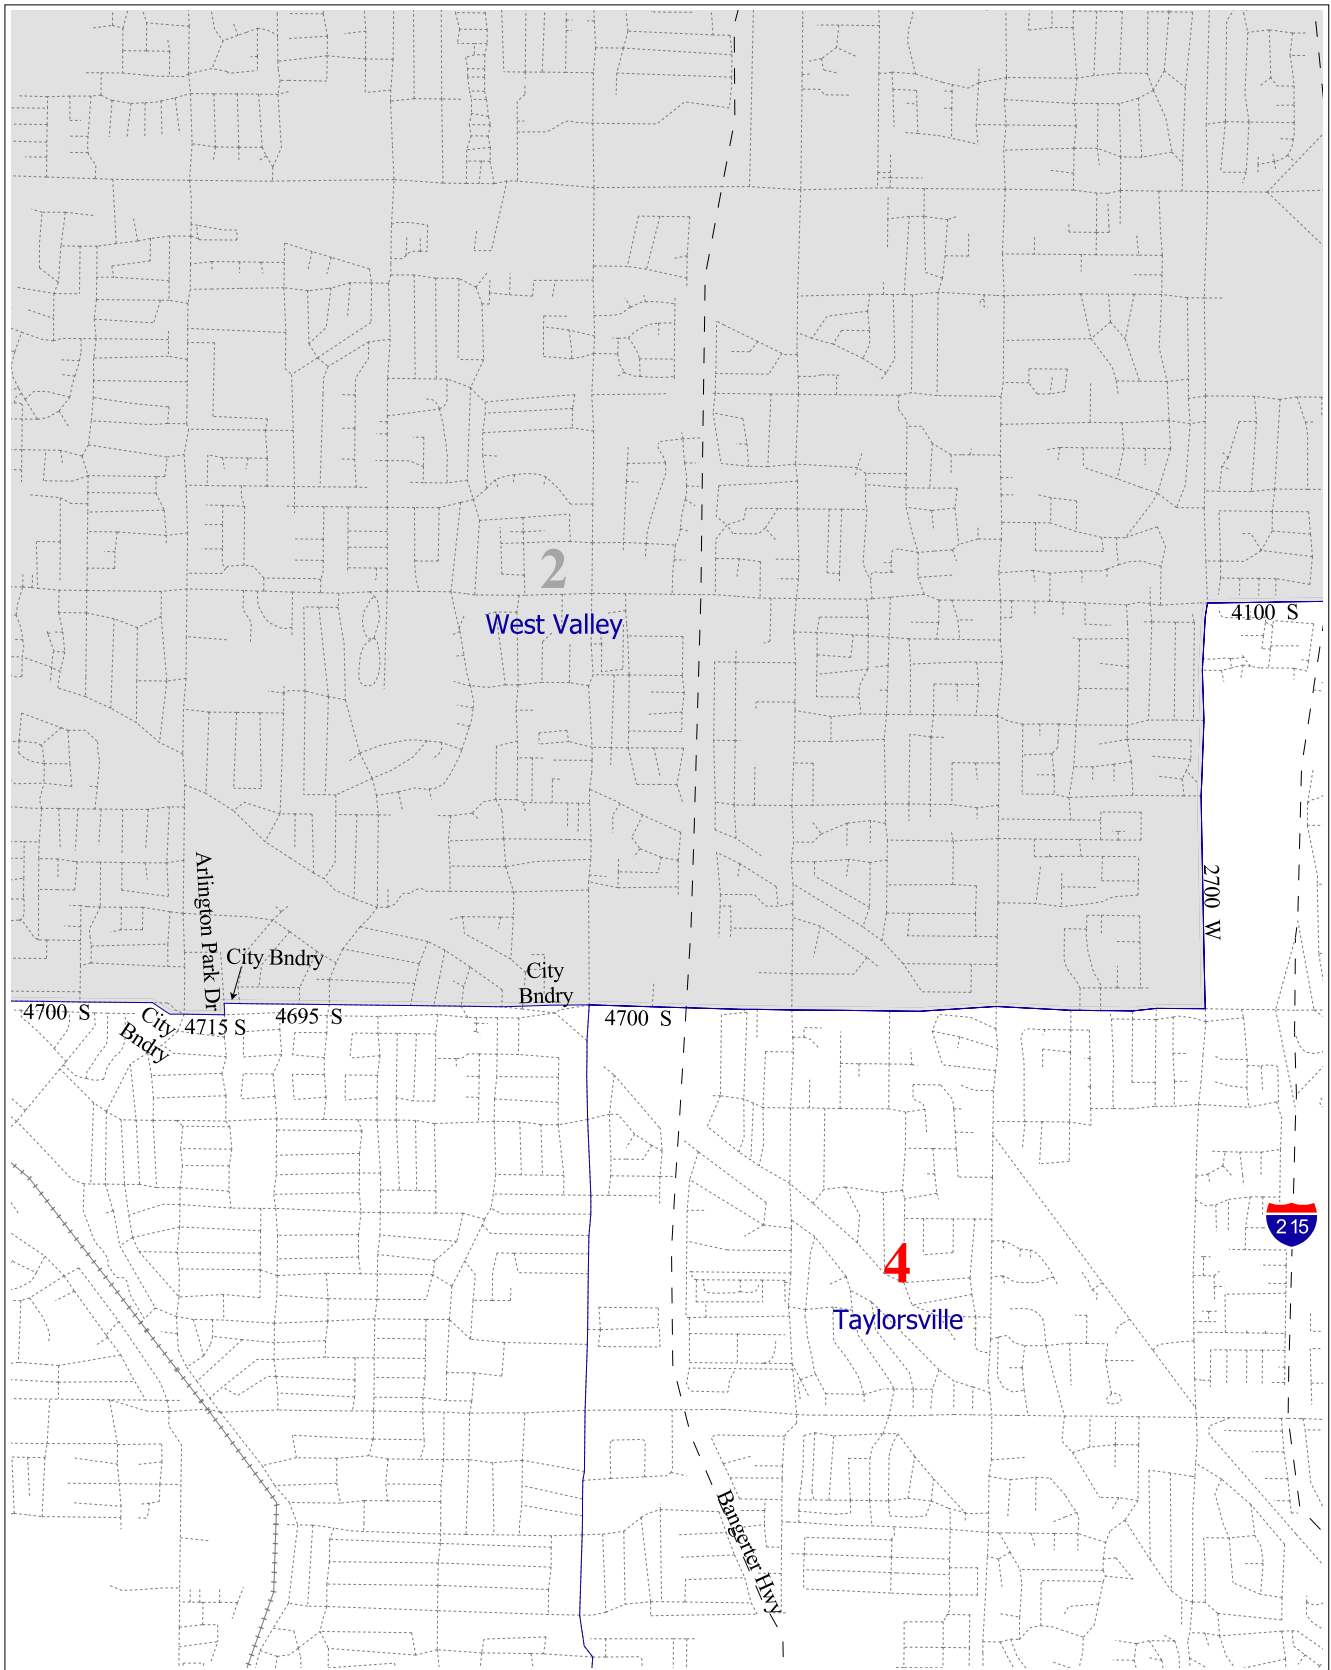 2
West Valley
4100 S
2700 W
Arlington Park Dr
City Bndry
City
Bndry
4700 S
City
Bndry
4715 S
4695 S
4700 S
215
4
Taylorsville
Bangerter Hwy